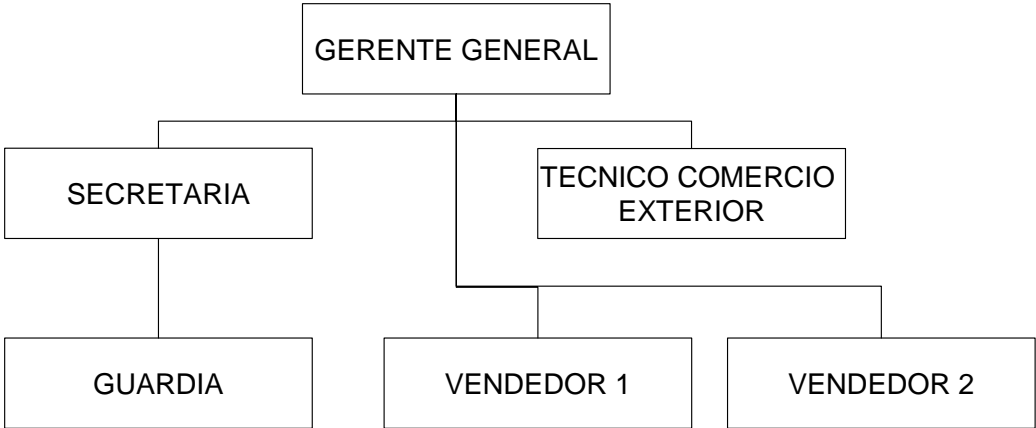 GERENTE GENERAL
SECRETARIA
TECNICO COMERCIO
EXTERIOR
GUARDIA
VENDEDOR 1
VENDEDOR 2